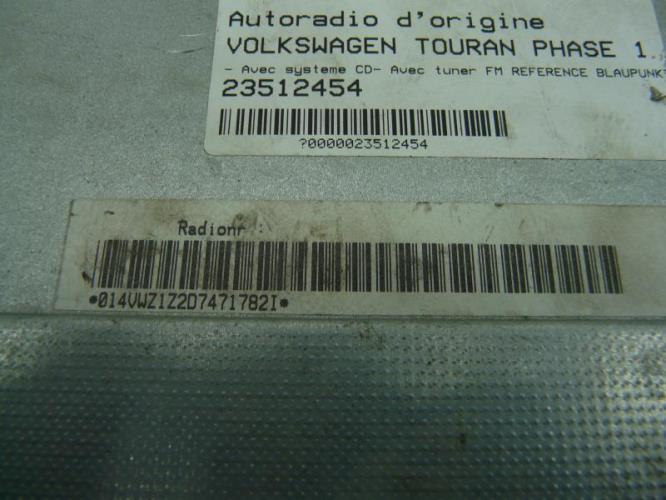 Autoradio d'origine
VOLKSWAGEN TOURAN PHASE 1
- Avec systeme CD- Avec tuner FM REFERENCE BLAUPUNKT
23512454
?0000023512454
Radionr :
*014VWZ1Z2D7471782I*